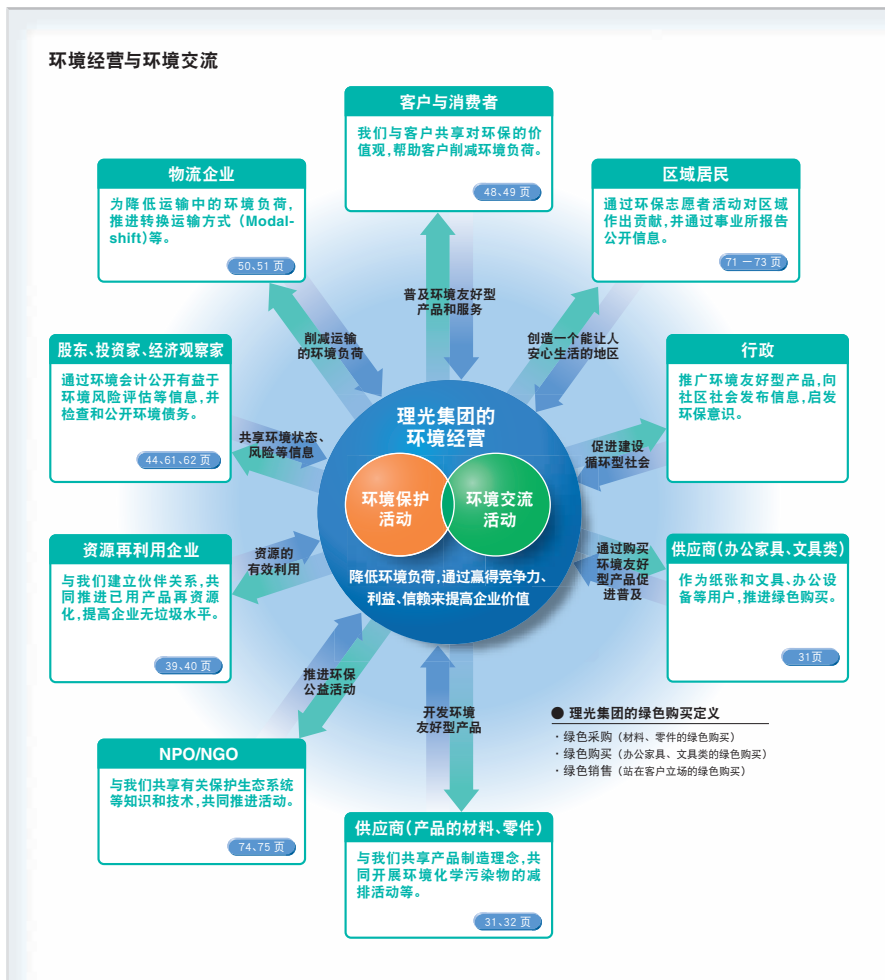 环境经营与环境交流
客户与消费者
我们与客户共享对环保的价
值观,帮助客户削减环境负荷。
48、49 页
物流企业
为降低运输中的环境负荷,
推进转换运输方式（Modal-
shift）等。
50、51 页
区域居民
通过环保志愿者活动对区域
作出贡献,并通过事业所报告
公开信息。
71 — 73 页
普及环境友好型
产品和服务
削减运输
的环境负荷
创造一个能让人
安心生活的地区
股东、投资家、经济观察家
通过环境会计公开有益于
环境风险评估等信息,并
检查和公开环境债务。
44、61、62 页
行政
推广环境友好型产品,向
社区社会发布信息,启发
环保意识。
共享环境状态、
风险等信息
促进建设
循环型社会
理光集团的
环境经营
环境保护
活动
环境交流
活动
降低环境负荷,通过赢得竞争力、
利益、信赖来提高企业价值
资源再利用企业
与我们建立伙伴关系,共
同推进已用产品再资源
化,提高企业无垃圾水平。
39、40 页
资源的
有效利用
通过购买
环境友好
型产品促
进普及
供应商(办公家具、文具类)
作为纸张和文具、办公设
备等用户,推进绿色购买。
31页
推进环保
公益活动
开发环境
友好型产品
● 理光集团的绿色购买定义
· 绿色采购（材料、零件的绿色购买）
· 绿色购买（办公家具、文具类的绿色购买）
· 绿色销售（站在客户立场的绿色购买）
NPO/NGO
与我们共享有关保护生态系统
等知识和技术,共同推进活动。
74、75 页
供应商(产品的材料、零件)
与我们共享产品制造理念,共
同开展环境化学污染物的减
排活动等。
31、32 页